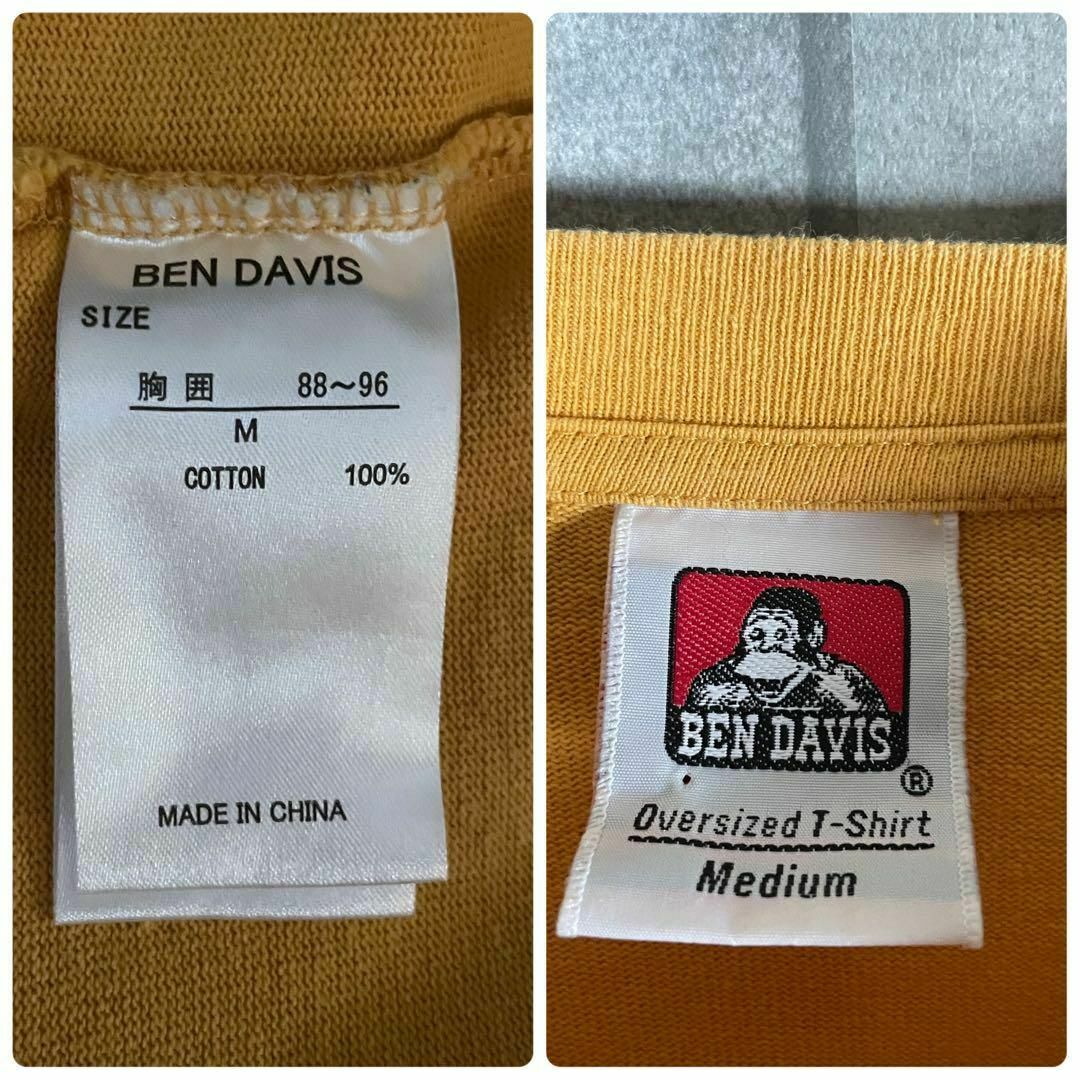 BEN DAVIS
SIZE
胸囲 88～96
M
COTTON 100%
MADE IN CHINA
BEN DAVIS
®
Oversized T-Shirt
Medium